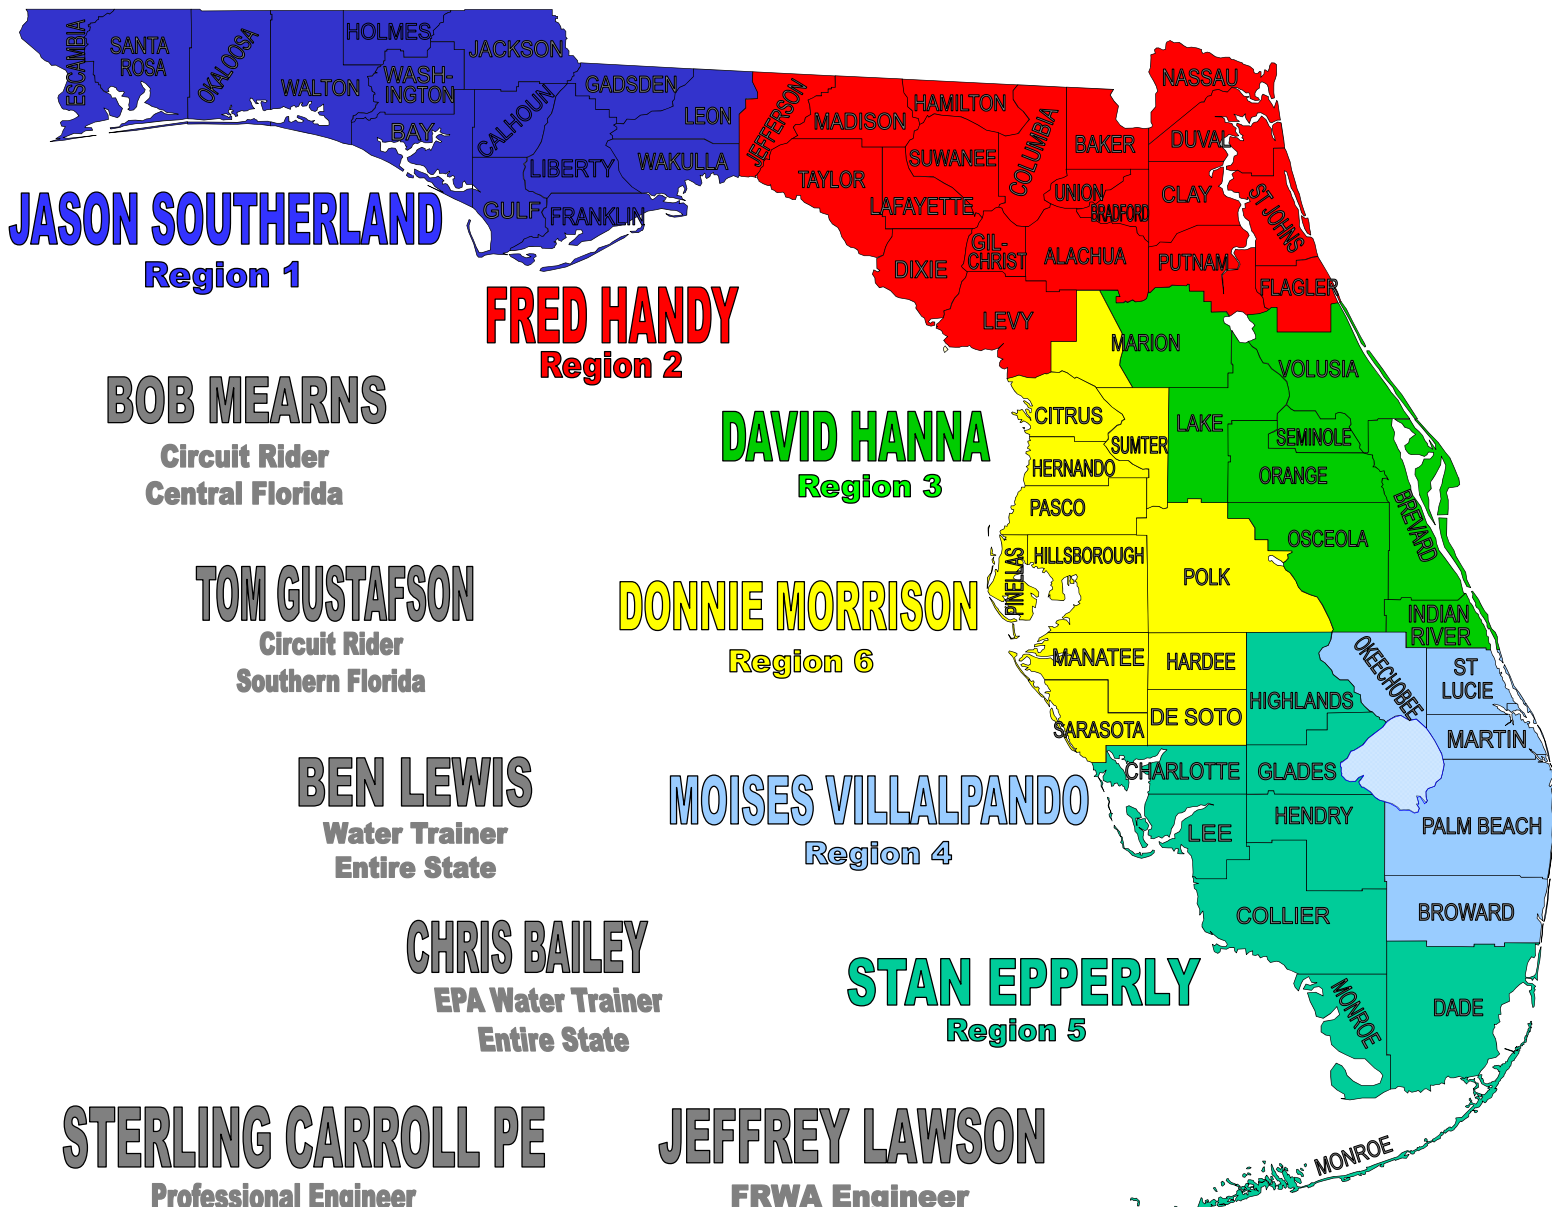 ESCAMBIA
SANTA
ROSA
OKALOOSA
WALTON
HOLMES
WASH-
INGTON
JACKSON
BAY
CALHOUN
GULF
LIBERTY
FRANKLIN
GADSDEN
LEON
WAKULLA
JEFFERSON
MADISON
TAYLOR
HAMILTON
SUWANEE
LAFAYETTE
DIXIE
COLUMBIA
GIL-
CHRIST
LEVY
BAKER
UNION
BRADFORD
ALACHUA
NASSAU
DUVAL
CLAY
ST JOHNS
PUTNAM
FLAGLER
JASON SOUTHERLAND
Region 1
FRED HANDY
Region 2
BOB MEARNS
Circuit Rider
Central Florida
DAVID HANNA
Region 3
MARION
VOLUSIA
LAKE
SEMINOLE
ORANGE
OSCEOLA
BREVARD
INDIAN
RIVER
CITRUS
SUMTER
HERNANDO
PASCO
PINELLAS
HILLSBOROUGH
POLK
MANATEE
HARDEE
SARASOTA
DE SOTO
TOM GUSTAFSON
Circuit Rider
Southern Florida
DONNIE MORRISON
Region 6
OKEECHOBEE
ST
LUCIE
MARTIN
PALM BEACH
BROWARD
HIGHLANDS
CHARLOTTE
GLADES
LEE
HENDRY
COLLIER
MONROE
DADE
BEN LEWIS
Water Trainer
Entire State
MOISES VILLALPANDO
Region 4
CHRIS BAILEY
EPA Water Trainer
Entire State
STAN EPPERLY
Region 5
STERLING CARROLL PE
Professional Engineer
JEFFREY LAWSON
FRWA Engineer
MONROE